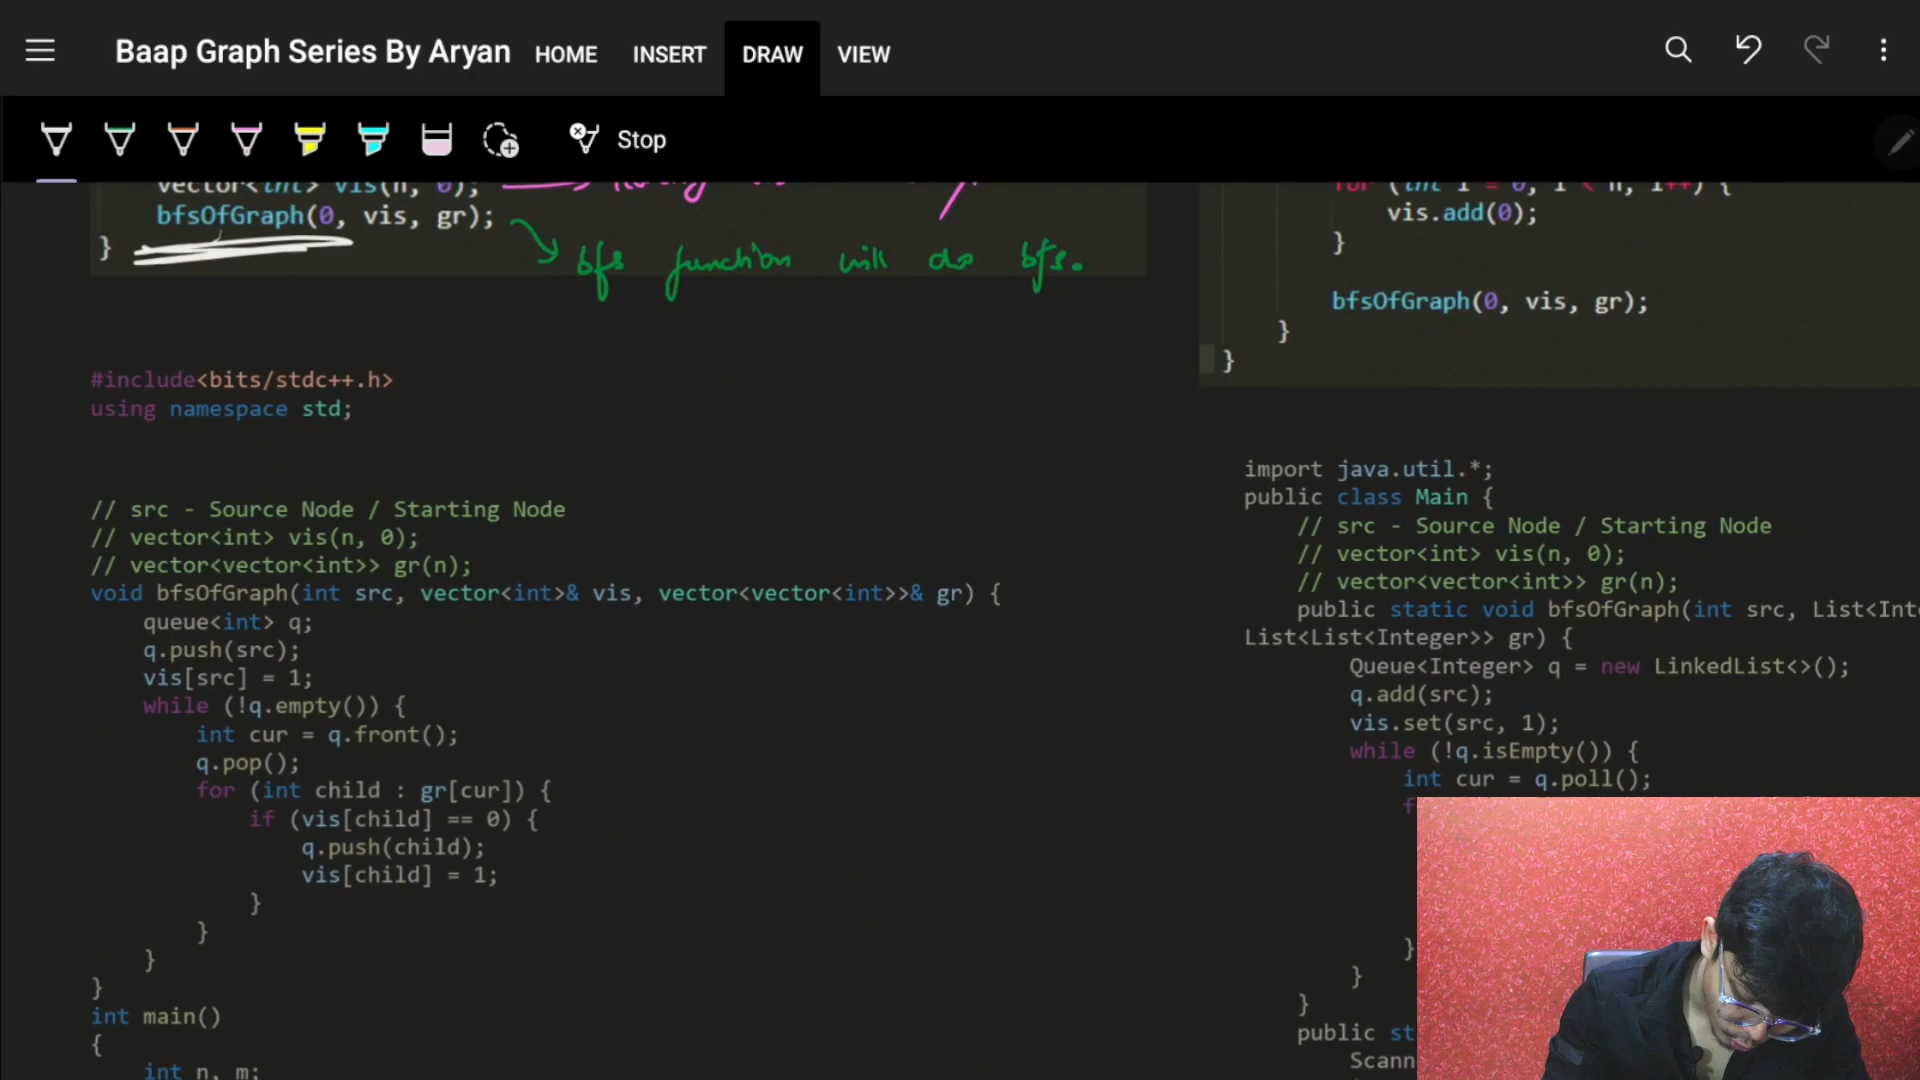 Baap Graph Series By Aryan HOME INSERT DRAW VIEW
Stop
vector<int> vis(n, 0);
bfsOfGraph(0, vis, gr);
}
bfs function will do bfs.
#include<bits/stdc++.h>
using namespace std;
// src - Source Node / Starting Node
// vector<int> vis(n, 0);
// vector<vector<int>> gr(n);
void bfsOfGraph(int src, vector<int>& vis, vector<vector<int>>& gr) {
queue<int> q;
q.push(src);
vis[src] = 1;
while (!q.empty()) {
int cur = q.front();
q.pop();
for (int child : gr[cur]) {
if (vis[child] == 0) {
q.push(child);
vis[child] = 1;
}
}
}
}
int main()
{
int n, m;
for (int i = 0; i < n; i++) {
vis.add(0);
}
bfsOfGraph(0, vis, gr);
}
}
import java.util.*;
public class Main {
// src - Source Node / Starting Node
// vector<int> vis(n, 0);
// vector<vector<int>> gr(n);
public static void bfsOfGraph(int src, List<Inte
List<List<Integer>> gr) {
Queue<Integer> q = new LinkedList<>();
q.add(src);
vis.set(src, 1);
while (!q.isEmpty()) {
int cur = q.poll();
f
}
}
}
public st
Scann